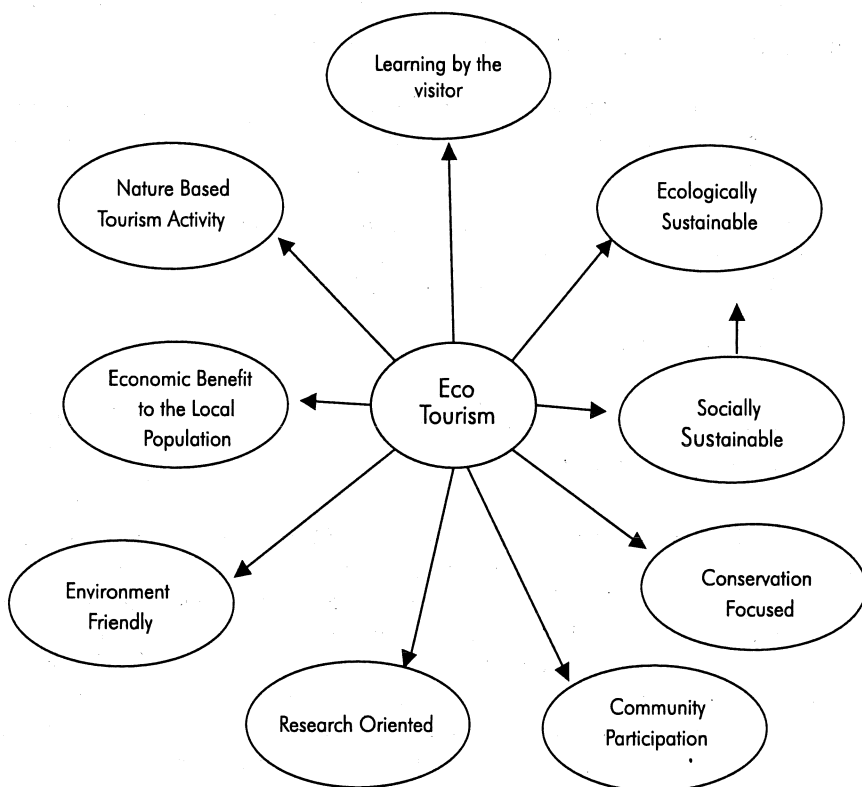 Learning by the
visitor
Nature Based
Tourism Activity
Ecologically
Sustainable
Economic Benefit
to the Local
Population
Eco
Tourism
Socially
Sustainable
Environment
Friendly
Conservation
Focused
Research Oriented
Community
Participation